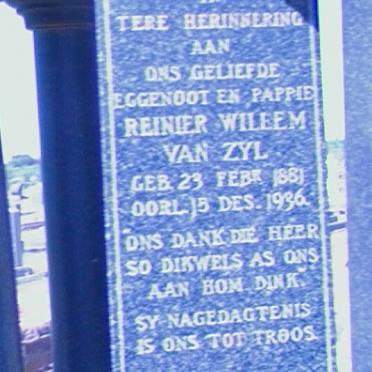 IN
TERE HERINNERING
AAN
ONS GELIEFDE
EGGENOOT EN PAPPIE
REINIER WILLEM
VAN ZYL
GEB. 23 FEBR. 1881
OORL. 15 DES. 1936.
"ONS DANK DIE HEER
SO DIKWELS AS ONS
AAN HOM DINK."
SY NAGEDAGTENIS
IS ONS TOT TROOS.